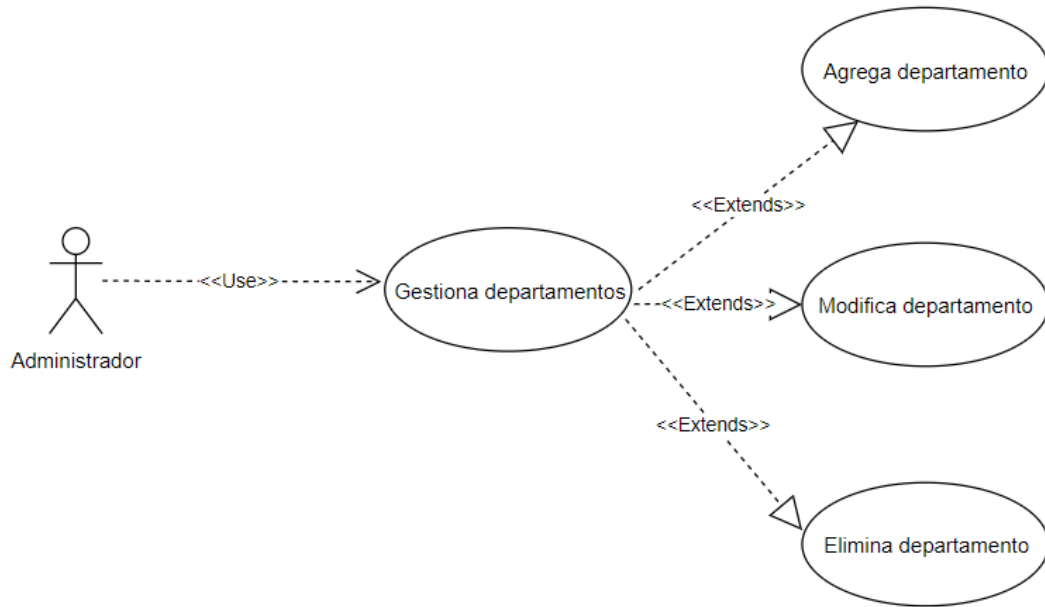 Agrega departamento
<<Extends>>
<<Use>>
Gestiona departamentos
<<Extends>>
Modifica departamento
Administrador
<<Extends>>
Elimina departamento